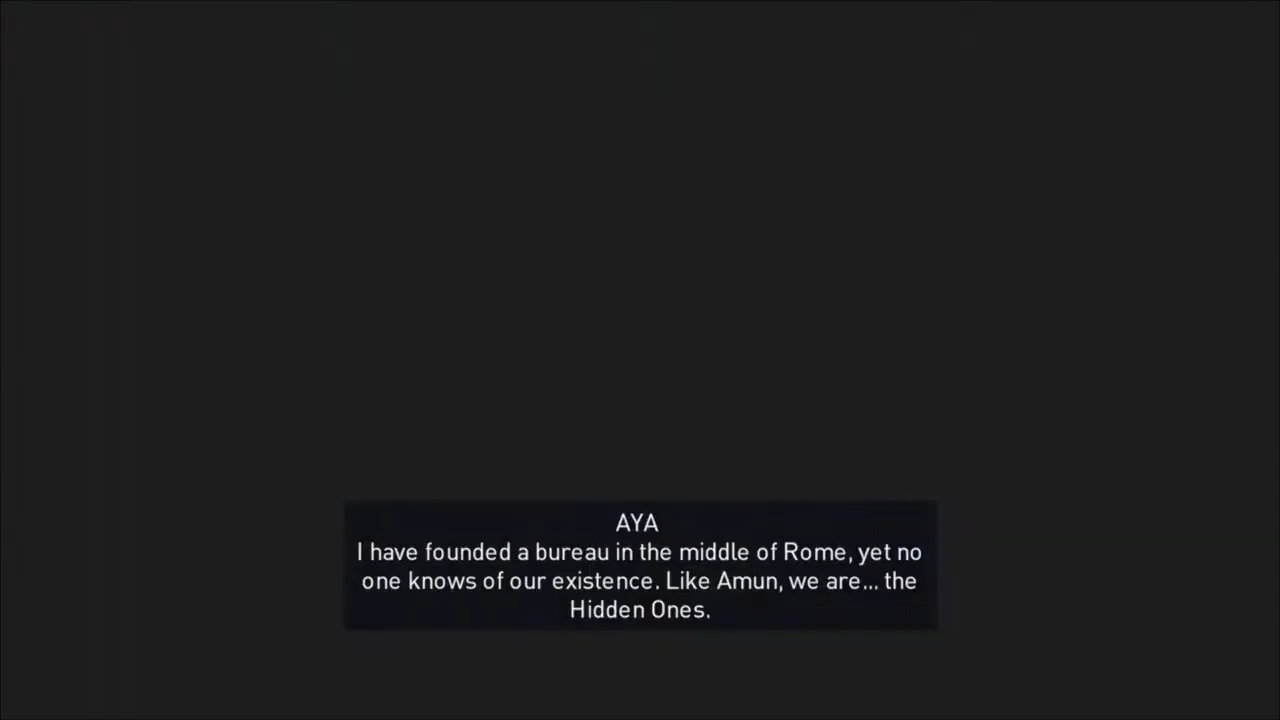 AYA
I have founded a bureau in the middle of Rome, yet no
one knows of our existence. Like Amun, we are... the
Hidden Ones.